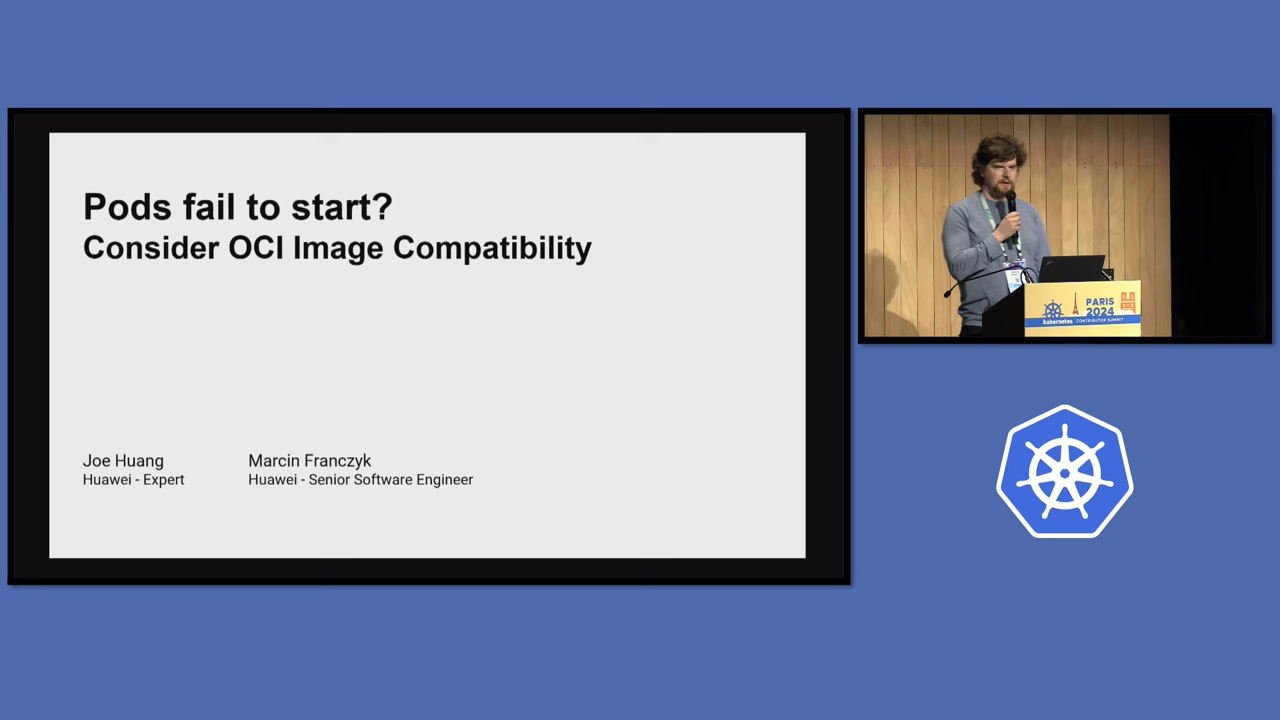 Pods fail to start?
Consider OCI Image Compatibility
Joe Huang
Huawei - Expert
Marcin Franczyk
Huawei - Senior Software Engineer
PARIS
2024
kubernetes CONTRIBUTOR SUMMIT